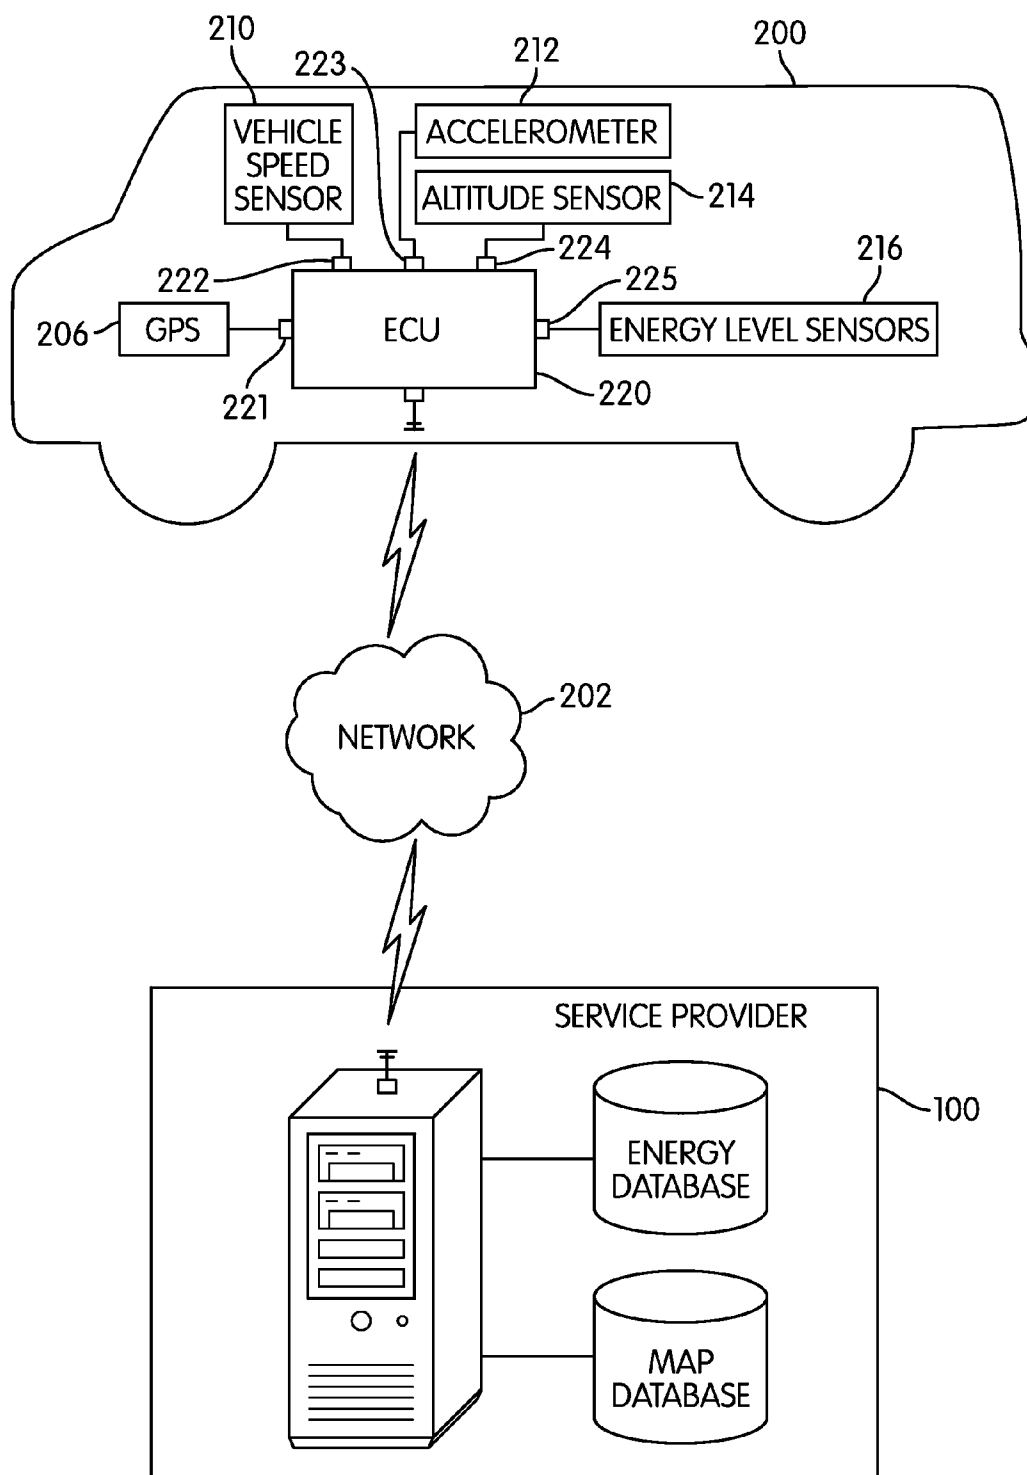 210
223
212
200
VEHICLE
SPEED
SENSOR
ACCELEROMETER
ALTITUDE SENSOR
214
222
224
225
216
206
GPS
ECU
ENERGY LEVEL SENSORS
221
220
202
NETWORK
SERVICE PROVIDER
100
ENERGY
DATABASE
MAP
DATABASE